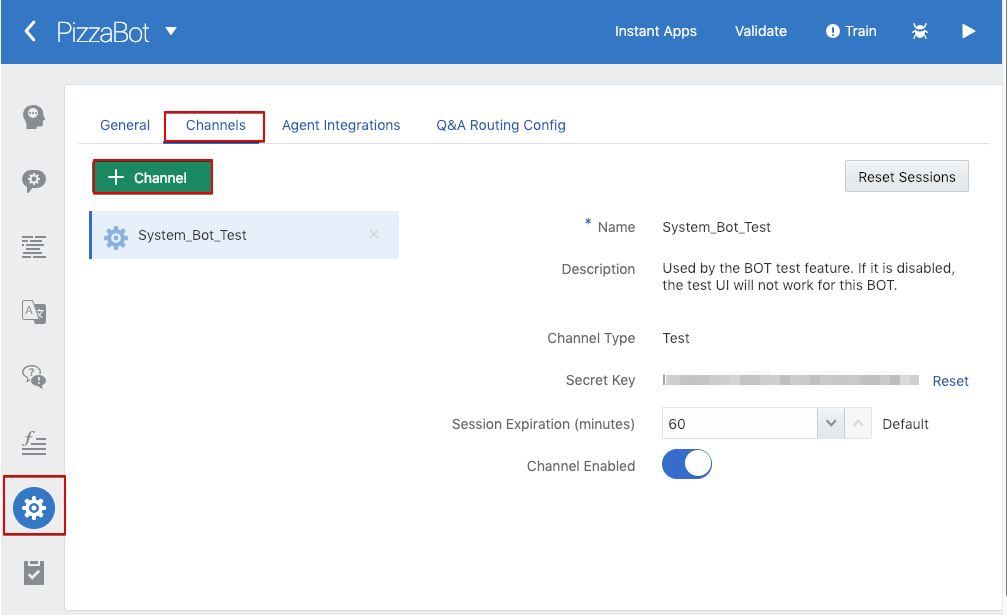 PizzaBot
Instant Apps
Validate
Train
General
Channels
Agent Integrations
Q&A Routing Config
+ Channel
Reset Sessions
System_Bot_Test
* Name
System_Bot_Test
Description
Used by the BOT test feature. If it is disabled,
the test UI will not work for this BOT.
Channel Type
Test
Secret Key
Reset
Session Expiration (minutes)
60
Default
Channel Enabled